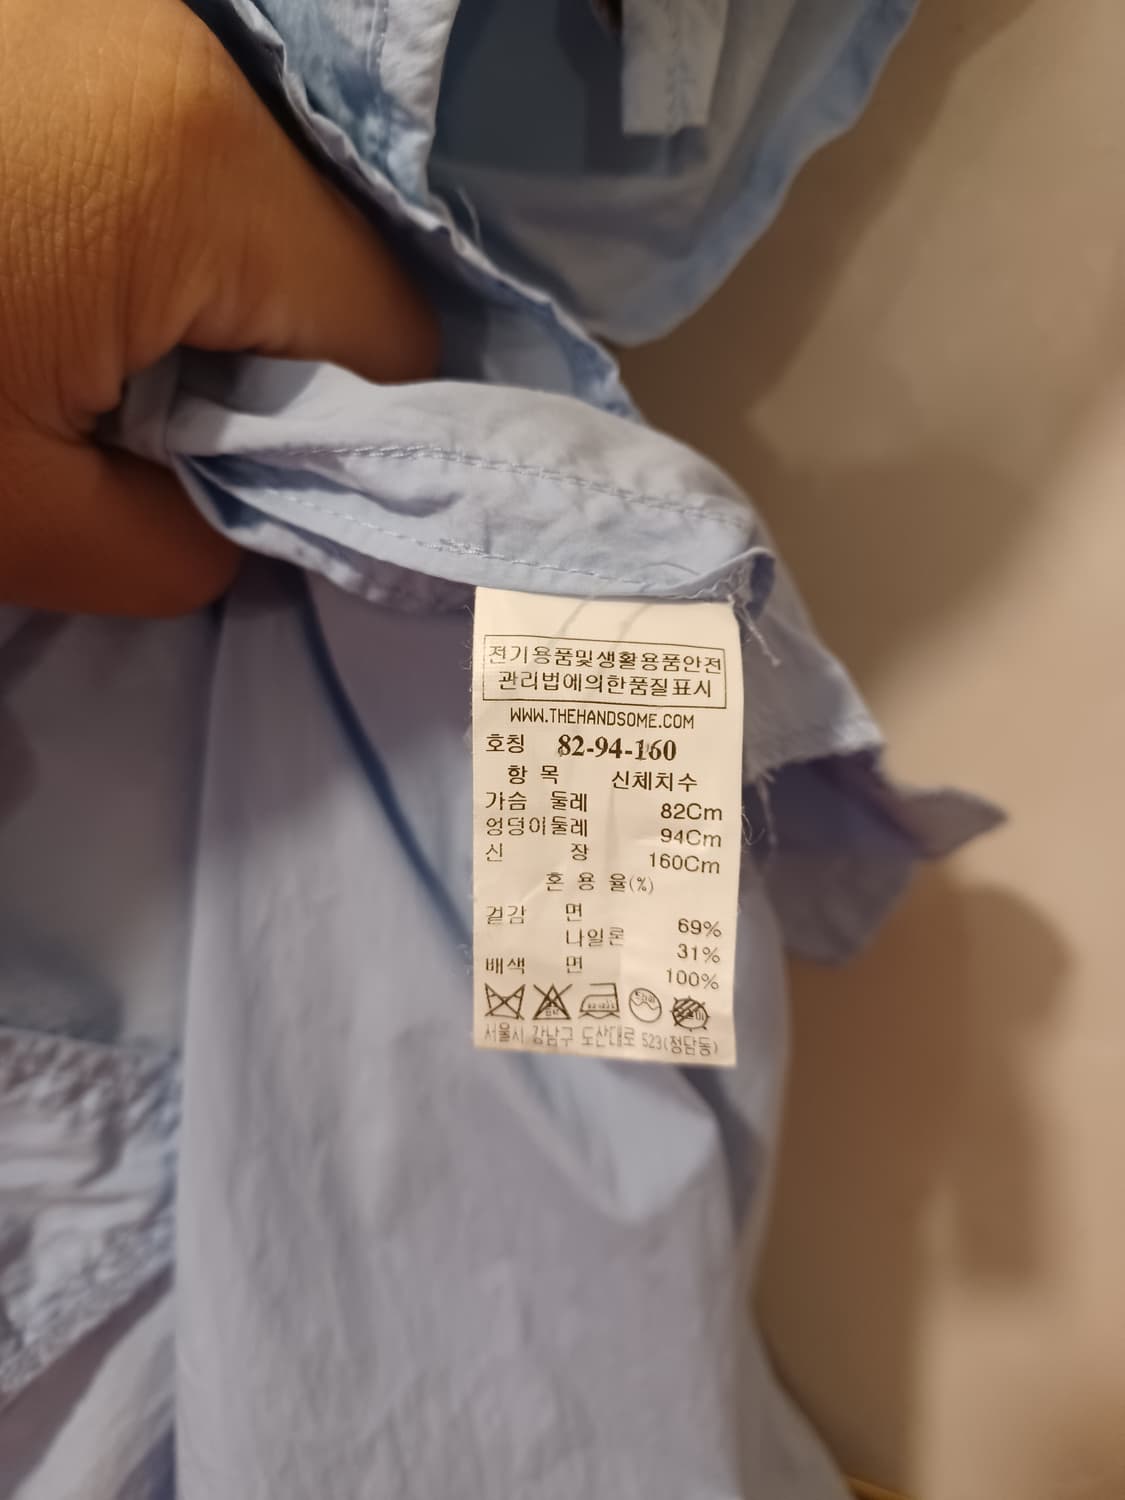 전기용품및생활용품안전
관리법에의한품질표시
WWW.THEHANDSOME.COM
호칭 82-94-160
항 목 신체치수
가슴 둘레 82Cm
엉덩이둘레 94Cm
신 장 160Cm
혼 용 율(%)
겉감 면 69%
나일론 31%
배색 면 100%
서울시 강남구 도산대로 523(청담동)